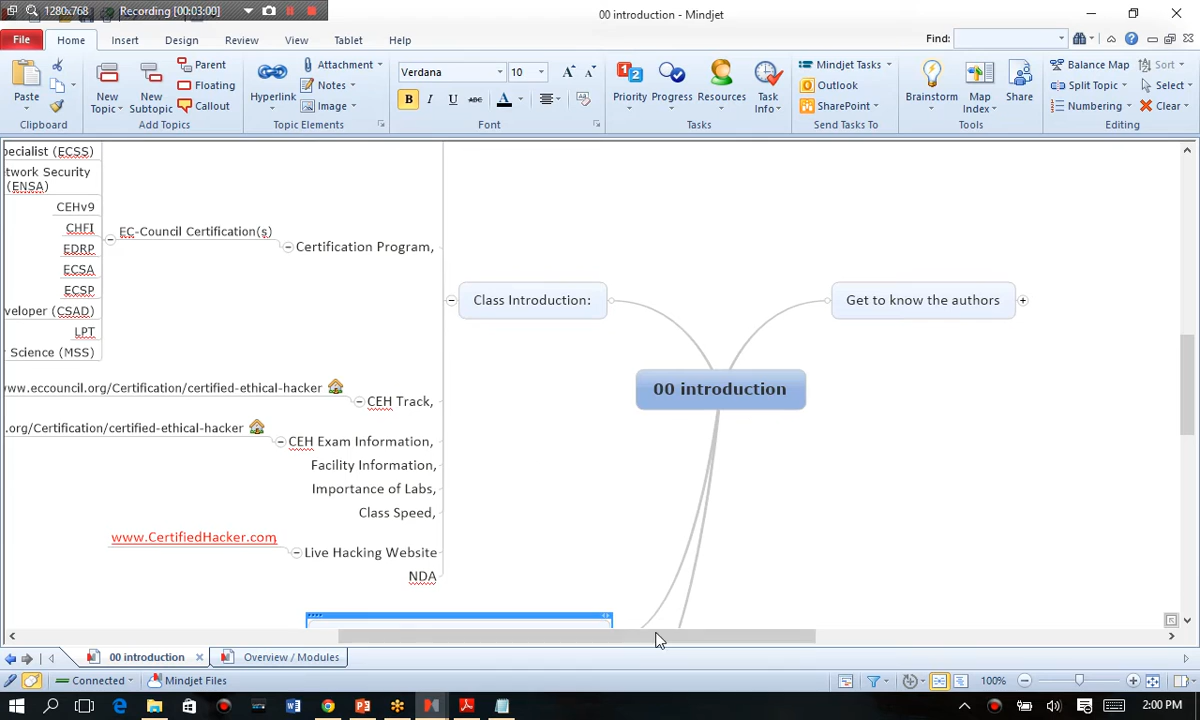 1280x768
Recording [00:03:00]
00 introduction - Mindjet
File
Home
Insert
Design
Review
View
Tablet
Help
Find:
Paste
Clipboard
New Topic
New Subtopic
Parent
Floating
Callout
Add Topics
Hyperlink
Attachment
Notes
Image
Topic Elements
Verdana
10
B I U ABC
A
Font
Priority
Progress
Resources
Task Info
Tasks
Mindjet Tasks
Outlook
SharePoint
Send Tasks To
Brainstorm
Map Index
Share
Tools
Balance Map
Split Topic
Numbering
Sort
Select
Clear
Editing
pecialist (ECSS)
twork Security
(ENSA)
CEHv9
CHFI
EDRP
ECSA
ECSP
veloper (CSAD)
LPT
Science (MSS)
EC-Council Certification(s)
Certification Program,
ww.eccouncil.org/Certification/certified-ethical-hacker
CEH Track,
.org/Certification/certified-ethical-hacker
CEH Exam Information,
Facility Information,
Importance of Labs,
Class Speed,
www.CertifiedHacker.com
Live Hacking Website
NDA
Class Introduction:
Get to know the authors
00 introduction
00 introduction
Overview / Modules
Connected
Mindjet Files
100%
2:00 PM